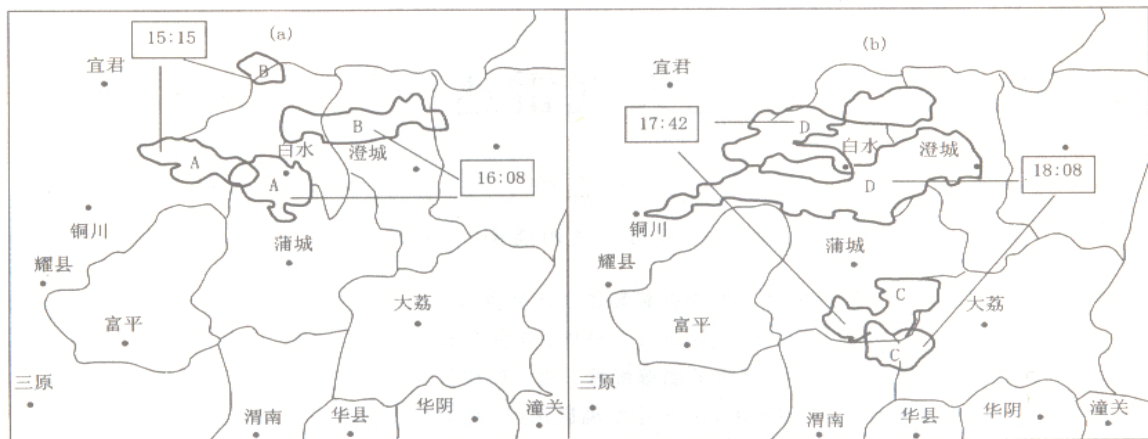 (a)
15:15
宜君
B
B
白水
澄城
A
A
16:08
铜川
耀县
蒲城
大荔
富平
三原
渭南
华县
华阴
潼关
(b)
宜君
17:42
D
白水
澄城
D
18:08
铜川
耀县
蒲城
C
大荔
富平
C
三原
渭南
华县
华阴
潼关